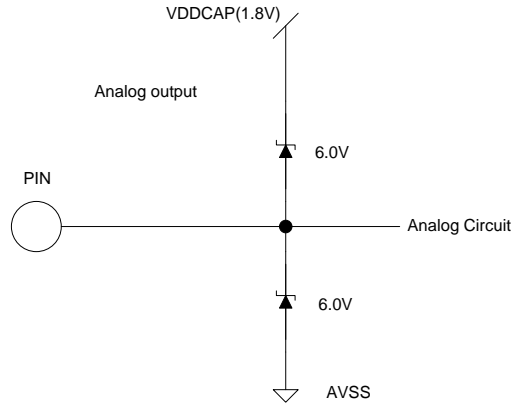 VDDCAP(1.8V)
Analog output
6.0V
PIN
Analog Circuit
6.0V
AVSS